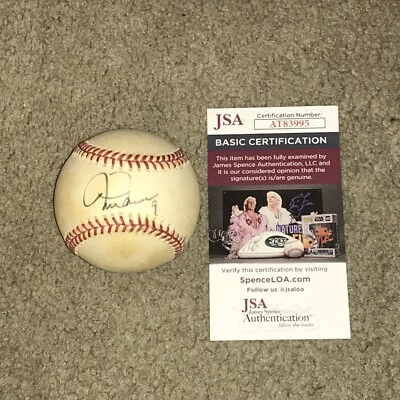 9
JSA
Certification Number
AT83995
BASIC CERTIFICATION
This item has been fully examined by
James Spence Authentication, LLC and
it is our considered opinion that the
signature(s) is/are genuine.
NATURE
Verify this certification by visiting
SpenceLOA.com
Follow us @jsaloa
JSA
James Spence
Authentication